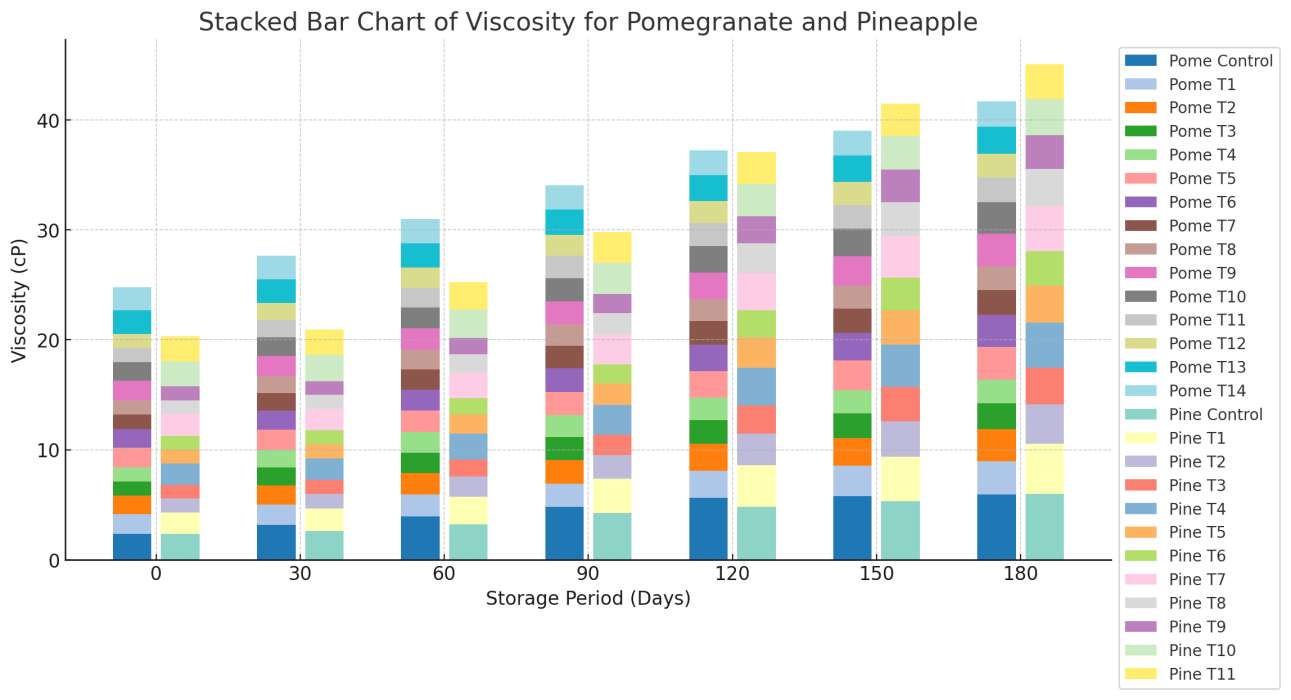 Stacked Bar Chart of Viscosity for Pomegranate and Pineapple
Viscosity (cP)
40
30
20
10
0
0 30 60 90 120 150 180
Storage Period (Days)
Pome Control
Pome T1
Pome T2
Pome T3
Pome T4
Pome T5
Pome T6
Pome T7
Pome T8
Pome T9
Pome T10
Pome T11
Pome T12
Pome T13
Pome T14
Pine Control
Pine T1
Pine T2
Pine T3
Pine T4
Pine T5
Pine T6
Pine T7
Pine T8
Pine T9
Pine T10
Pine T11